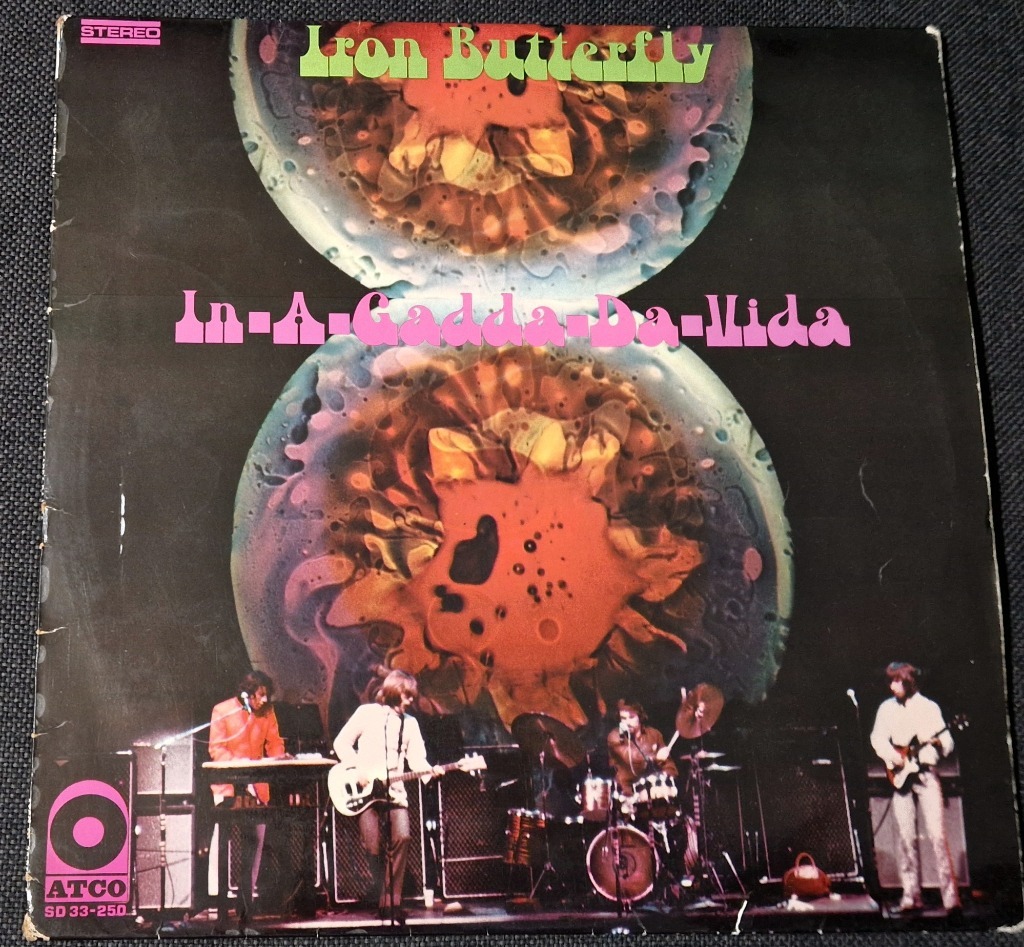 STEREO
Iron Butterfly
In-A-Gadda-Da-Vida
ATCO
SD 33-250